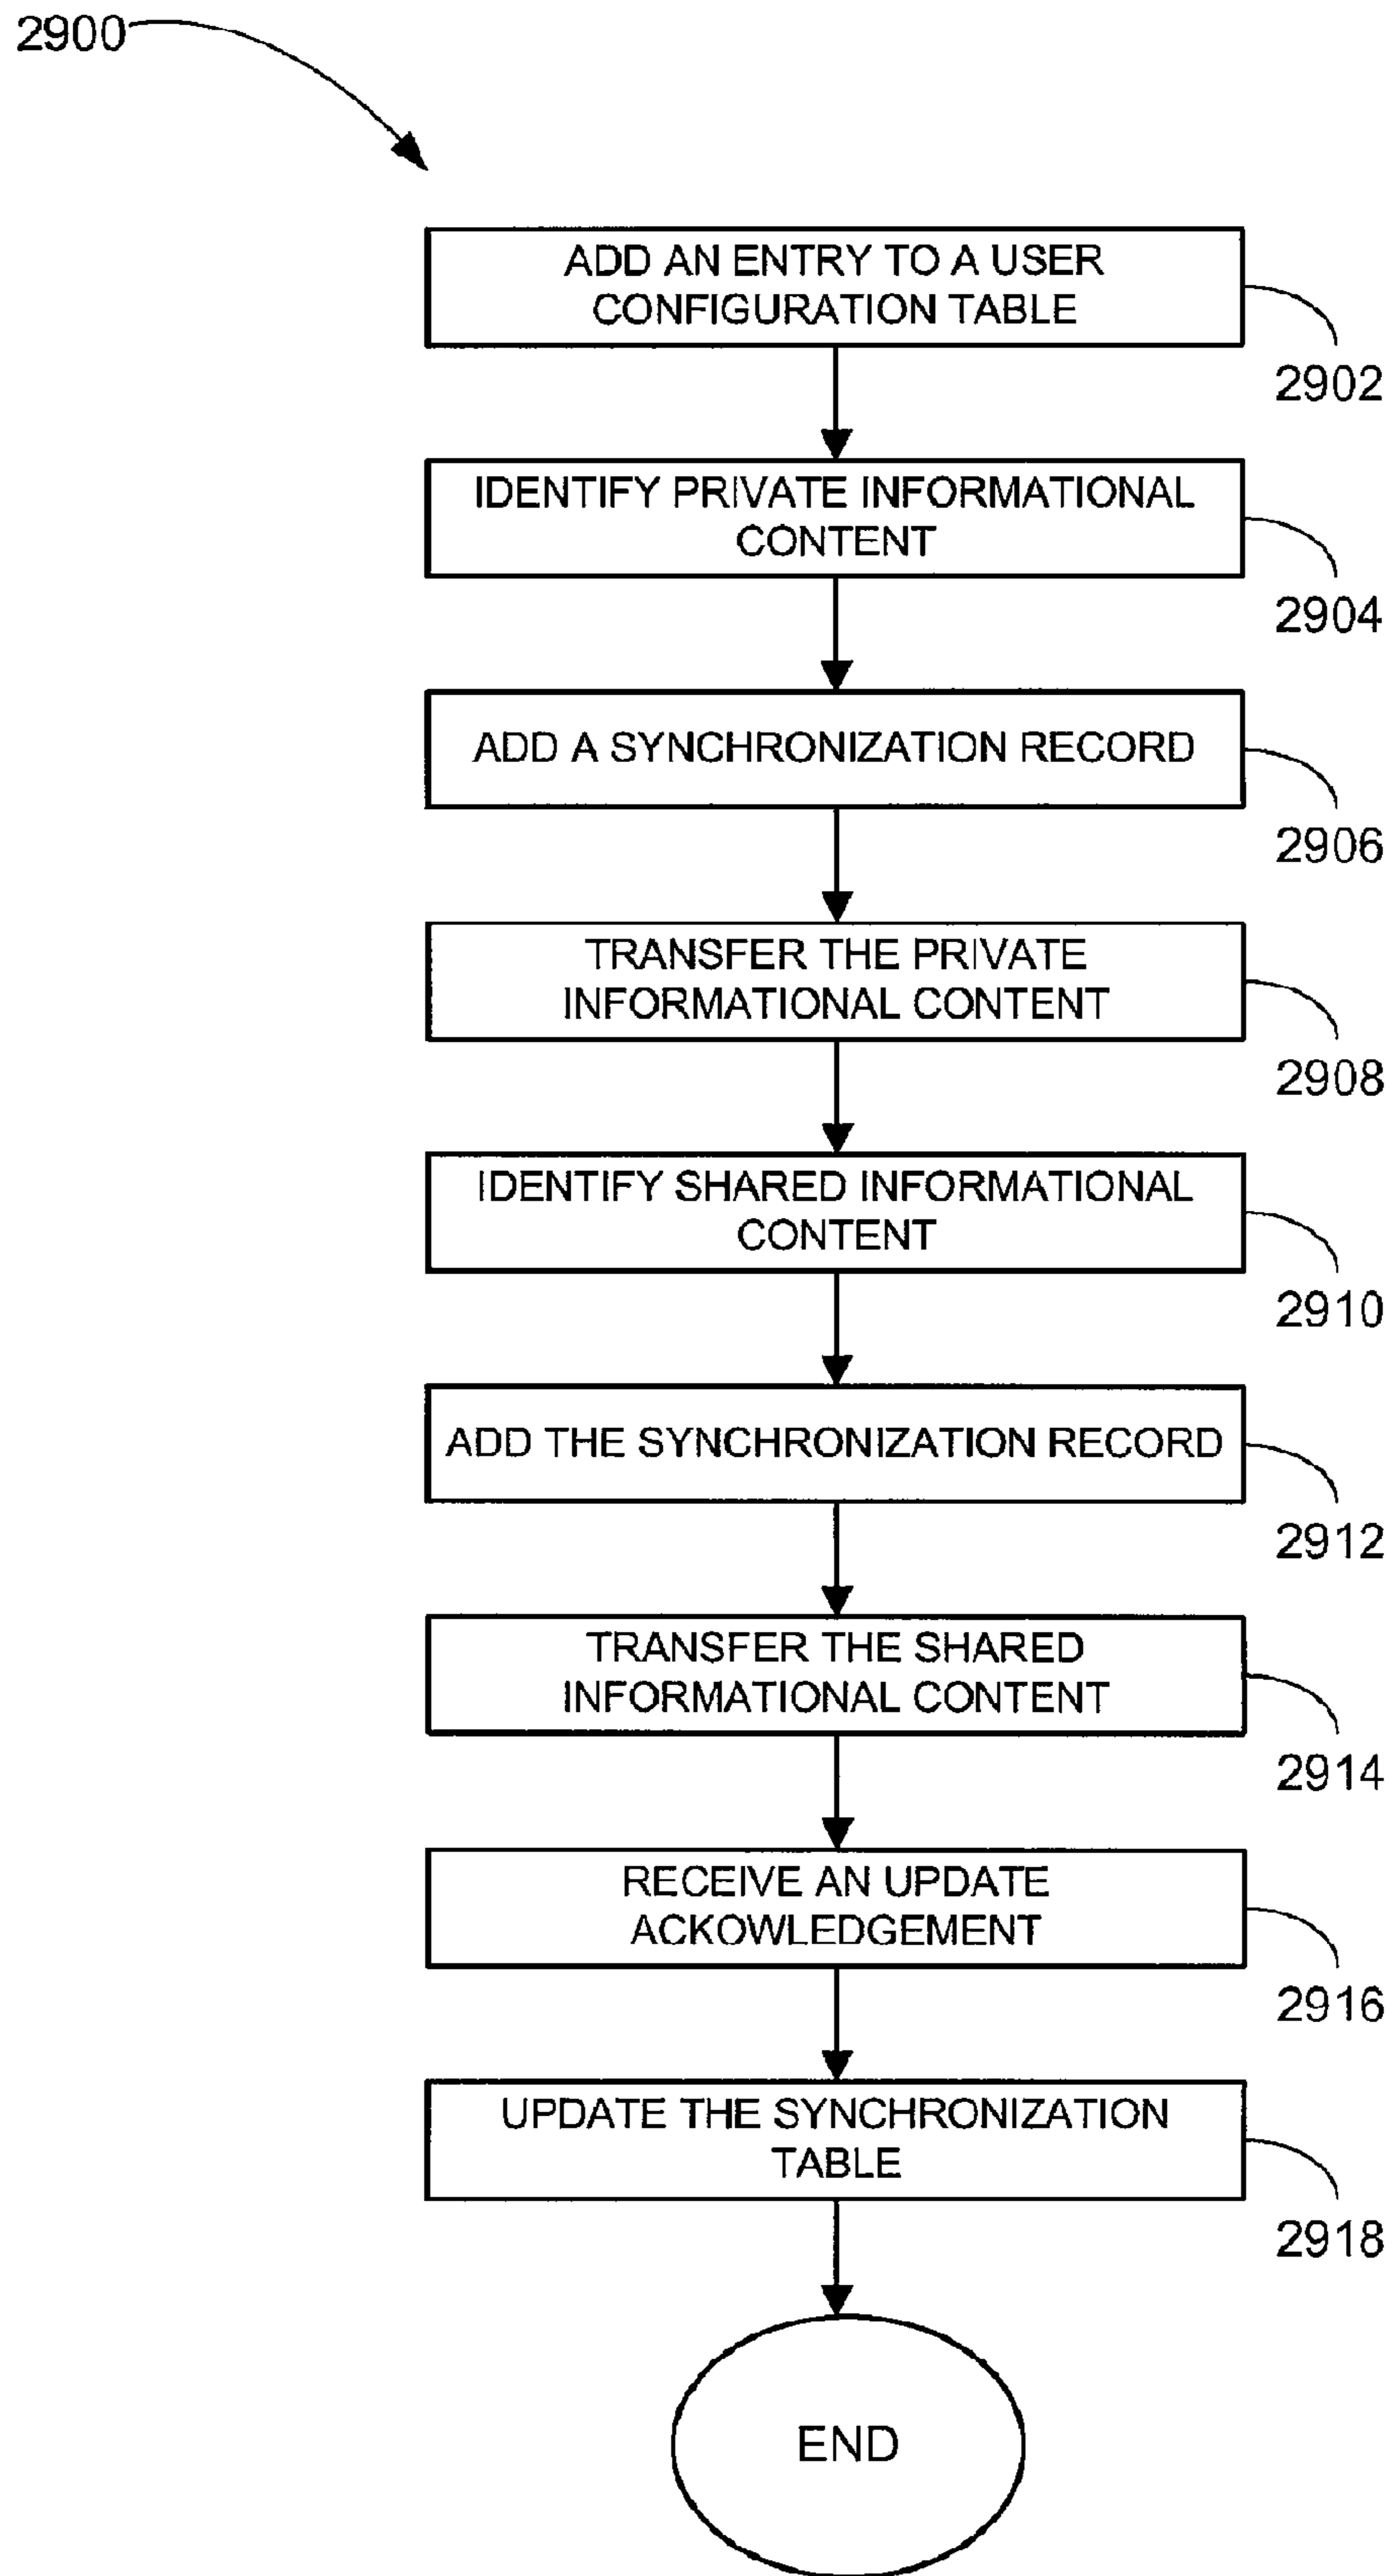 2900
ADD AN ENTRY TO A USER
CONFIGURATION TABLE
2902
IDENTIFY PRIVATE INFORMATIONAL
CONTENT
2904
ADD A SYNCHRONIZATION RECORD
2906
TRANSFER THE PRIVATE
INFORMATIONAL CONTENT
2908
IDENTIFY SHARED INFORMATIONAL
CONTENT
2910
ADD THE SYNCHRONIZATION RECORD
2912
TRANSFER THE SHARED
INFORMATIONAL CONTENT
2914
RECEIVE AN UPDATE
ACKOWLEDGEMENT
2916
UPDATE THE SYNCHRONIZATION
TABLE
2918
END